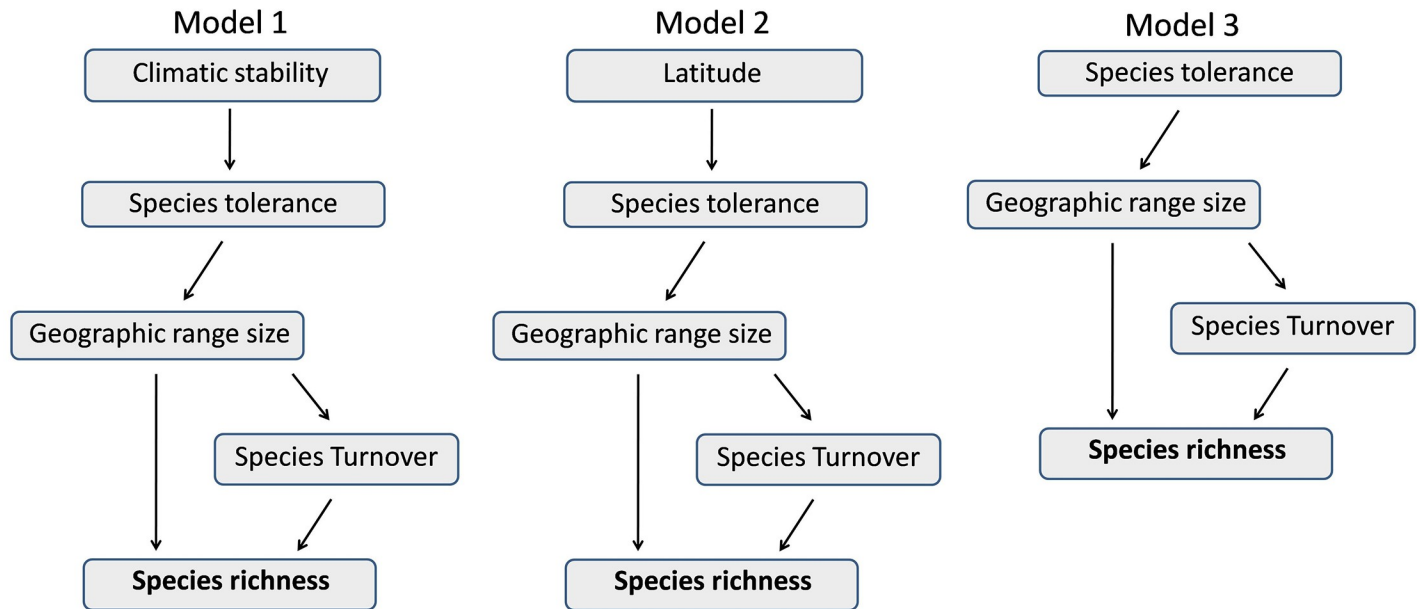 Model 1
Climatic stability
Species tolerance
Geographic range size
Species Turnover
Species richness
Model 2
Latitude
Species tolerance
Geographic range size
Species Turnover
Species richness
Model 3
Species tolerance
Geographic range size
Species Turnover
Species richness